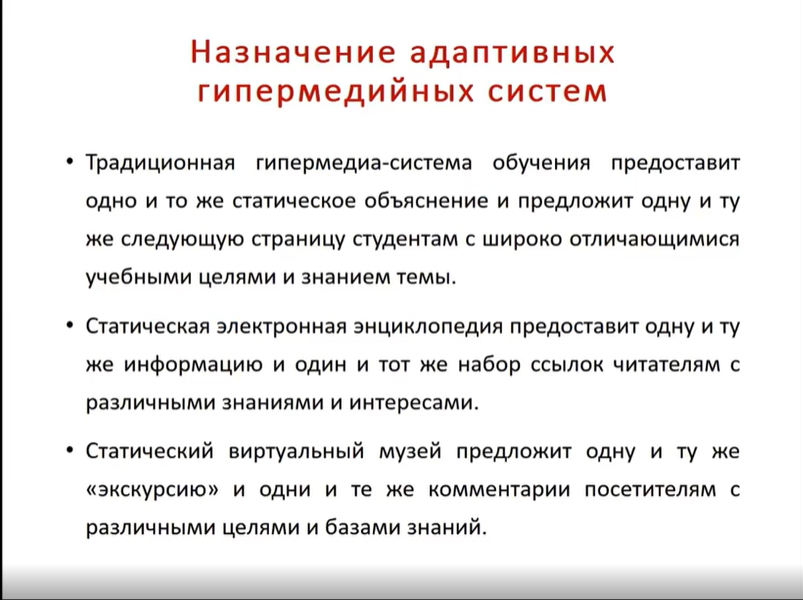 Назначение адаптивных
гипермедийных систем
• Традиционная гипермедиа-система обучения предоставит
одно и то же статическое объяснение и предложит одну и ту
же следующую страницу студентам с широко отличающимися
учебными целями и знанием темы.
• Статическая электронная энциклопедия предоставит одну и ту
же информацию и один и тот же набор ссылок читателям с
различными знаниями и интересами.
• Статический виртуальный музей предложит одну и ту же
«экскурсию» и одни и те же комментарии посетителям с
различными целями и базами знаний.